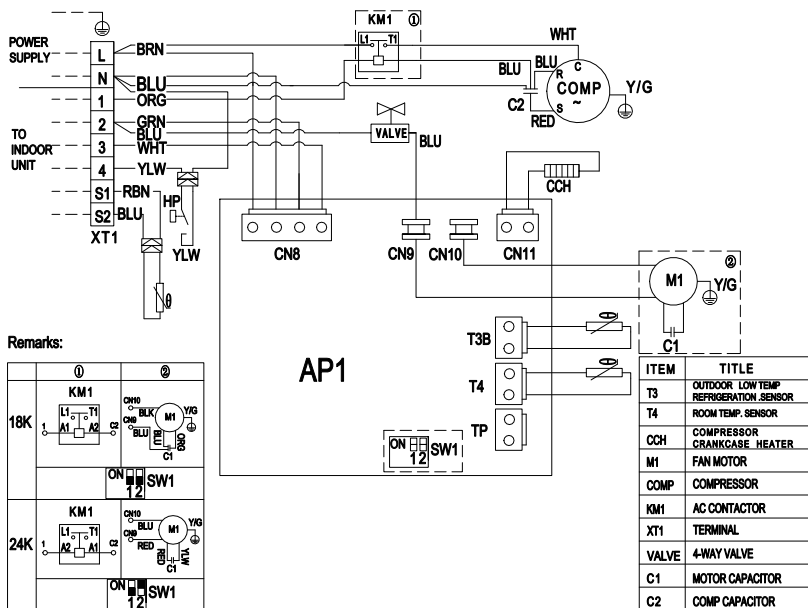 POWER
SUPPLY
TO
INDOOR
UNIT
L
N
1
2
3
4
S1
S2
XT1
BRN
BLU
ORG
GRN
BLU
WHT
YLW
RBN
BLU
HP
YLW
θ
KM1
①
L1
T1
WHT
BLU
BLU
C2
RED
R
C
S
COMP
~
Y/G
VALVE
BLU
CCH
CN8
CN9
CN10
CN11
AP1
T3B
θ
T4
θ
TP
ON
1 2
SW1
②
M1
Y/G
C1
Remarks:
①
②
18K
KM1
L1 T1
1 A1 A2 C2
CN10
BLK
CN9
BLU
M1
Y/G
BLU
ORG
C1
ON
1 2
SW1
24K
KM1
L1 T1
1 A2 A1 C2
CN10
BLU
CN9
RED
M1
Y/G
RED
YLW
C1
ON
1 2
SW1
ITEM TITLE
T3 OUTDOOR LOW TEMP
REFRIGERATION .SENSOR
T4 ROOM TEMP. SENSOR
CCH COMPRESSOR
CRANKCASE HEATER
M1 FAN MOTOR
COMP COMPRESSOR
KM1 AC CONTACTOR
XT1 TERMINAL
VALVE 4-WAY VALVE
C1 MOTOR CAPACITOR
C2 COMP CAPACITOR